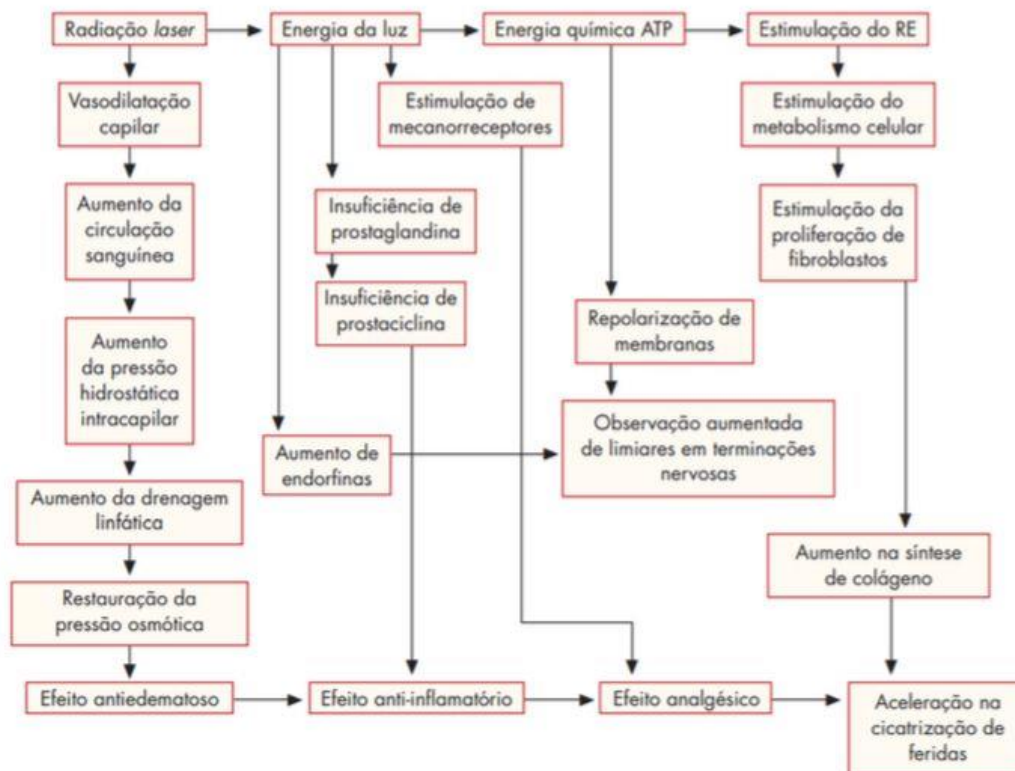 Radiação laser
Energia da luz
Energia química ATP
Estimulação do RE
Vasodilatação
capilar
Estimulação de
mecanorreceptores
Estimulação do
metabolismo celular
Aumento da
circulação
sanguínea
Insuficiência de
prostaglandina
Estimulação da
proliferação de
fibroblastos
Insuficiência de
prostaciclina
Repolarização de
membranas
Aumento
da pressão
hidrostática
intracapilar
Observação aumentada
de limiares em terminações
nervosas
Aumento de
endorfinas
Aumento da drenagem
linfática
Aumento na síntese
de colágeno
Restauração da
pressão osmótica
Efeito antiedematoso
Efeito anti-inflamatório
Efeito analgésico
Aceleração na
cicatrização de
feridas